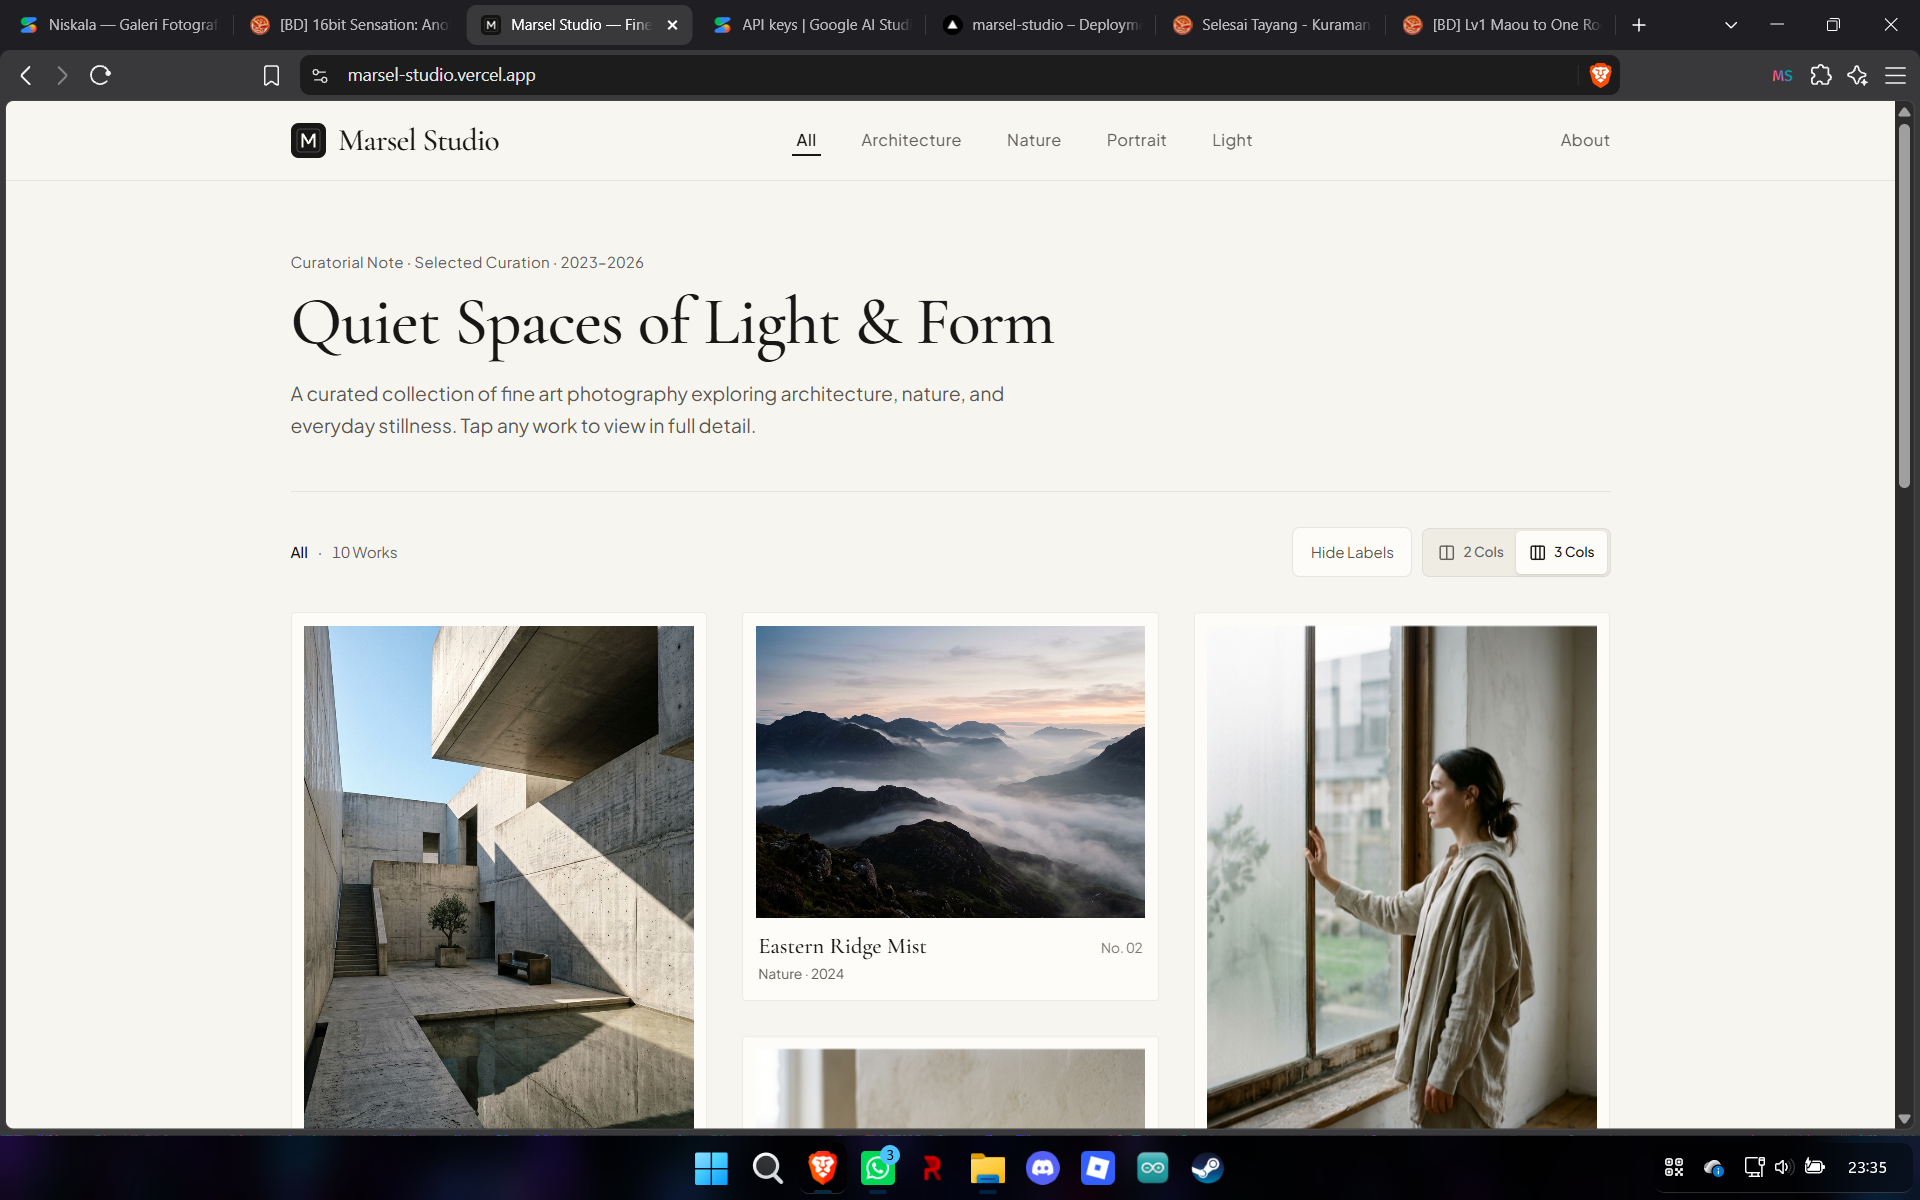 Niskala — Galeri Fotograf
[BD] 16bit Sensation: Ano
Marsel Studio — Fine
API keys | Google AI Stud
marsel-studio – Deploym
Selesai Tayang - Kuraman
[BD] Lv1 Maou to One Ro
marsel-studio.vercel.app
MS
M
Marsel Studio
All
Architecture
Nature
Portrait
Light
About
Curatorial Note · Selected Curation · 2023–2026
Quiet Spaces of Light & Form
A curated collection of fine art photography exploring architecture, nature, and
everyday stillness. Tap any work to view in full detail.
All · 10 Works
Hide Labels
2 Cols
3 Cols
Eastern Ridge Mist
No. 02
Nature · 2024
3
23:35